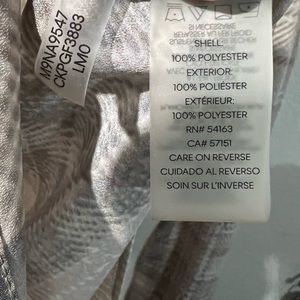 M9NA9547
CKPGF3883
LMO
SHELL:
100% POLYESTER
EXTERIOR:
100% POLIÉSTER
EXTÉRIEUR:
100% POLYESTER
RN# 54163
CA# 57151
CARE ON REVERSE
CUIDADO AL REVERSO
SOIN SUR L'INVERSE